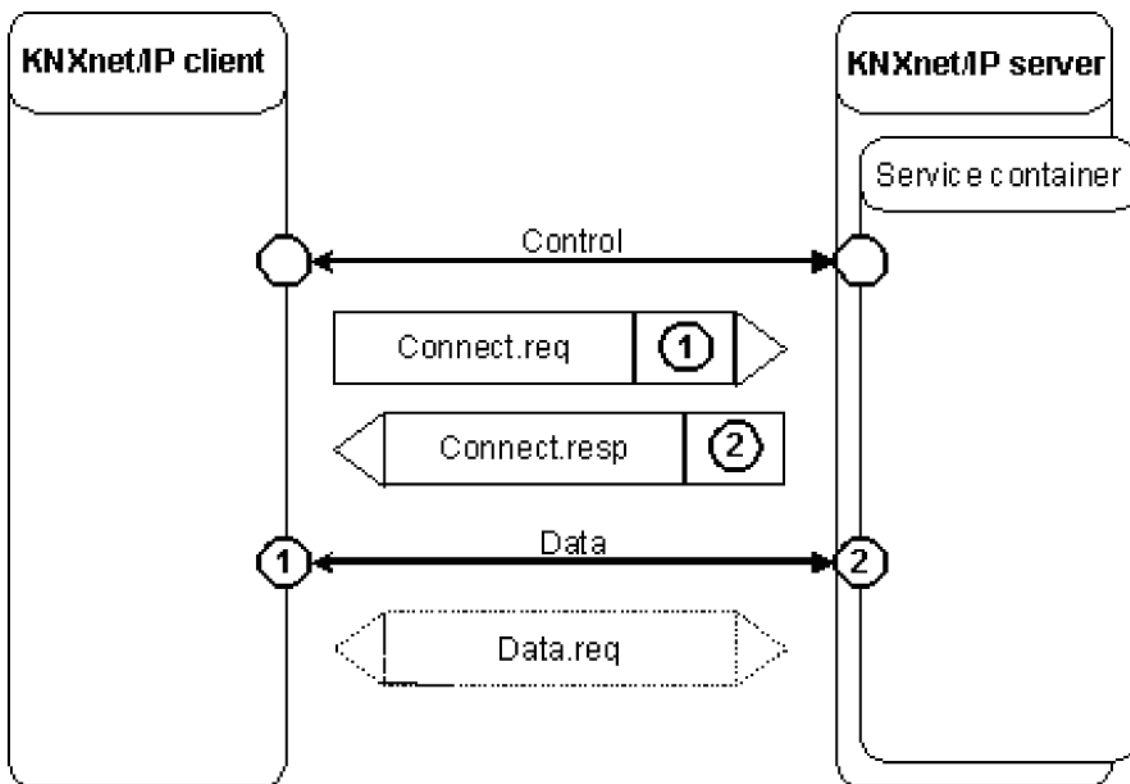 KNXnet/IP client
KNXnet/IP server
Service container
Control
Connect.req 1
Connect.resp 2
Data
1
2
Data.req